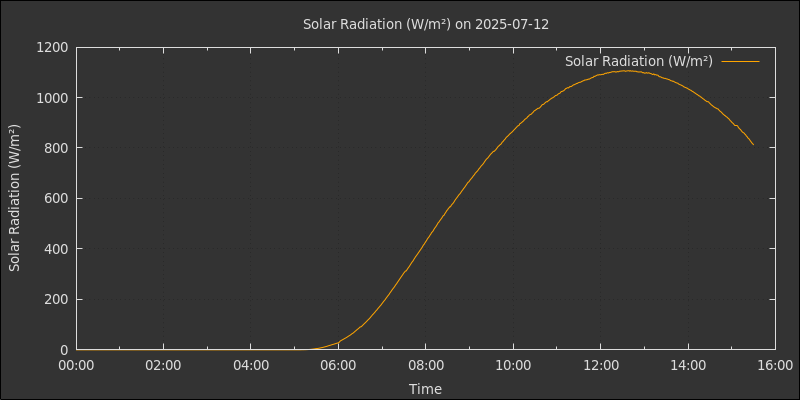 Solar Radiation (W/m²) on 2025-07-12
Solar Radiation (W/m²)
Solar Radiation (W/m²)
1200
1000
800
600
400
200
0
00:00 02:00 04:00 06:00 08:00 10:00 12:00 14:00 16:00
Time